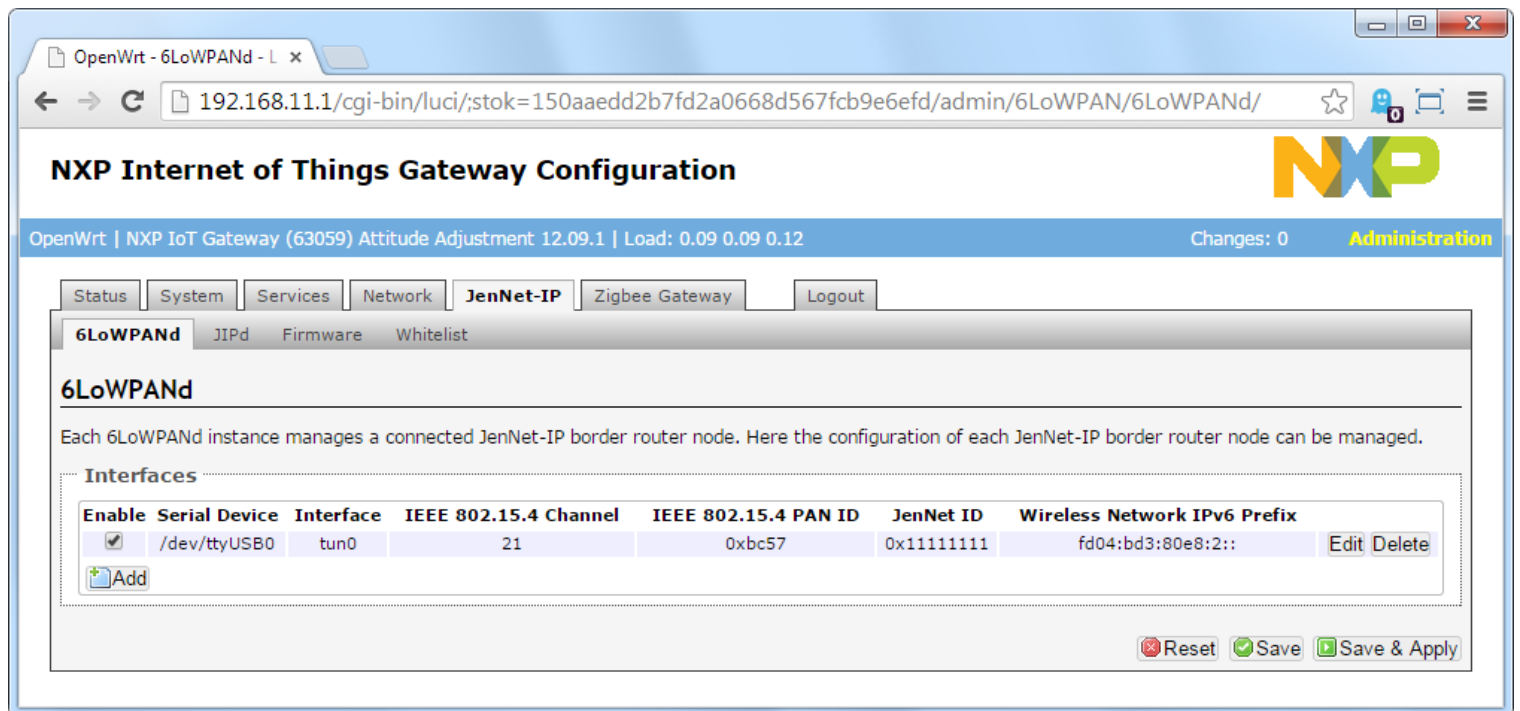 OpenWrt - 6LoWPANd - L
192.168.11.1/cgi-bin/luci/;stok=150aaedd2b7fd2a0668d567fcb9e6efd/admin/6LoWPAN/6LoWPANd/
0
NXP Internet of Things Gateway Configuration
NXP
OpenWrt | NXP IoT Gateway (63059) Attitude Adjustment 12.09.1 | Load: 0.09 0.09 0.12 Changes: 0 Administration
Status System Services Network JenNet-IP Zigbee Gateway Logout
6LoWPANd JIPd Firmware Whitelist
6LoWPANd
Each 6LoWPANd instance manages a connected JenNet-IP border router node. Here the configuration of each JenNet-IP border router node can be managed.
Interfaces
Enable Serial Device Interface IEEE 802.15.4 Channel IEEE 802.15.4 PAN ID JenNet ID Wireless Network IPv6 Prefix
/dev/ttyUSB0 tun0 21 0xbc57 0x11111111 fd04:bd3:80e8:2:: Edit Delete
Add
Reset Save Save & Apply